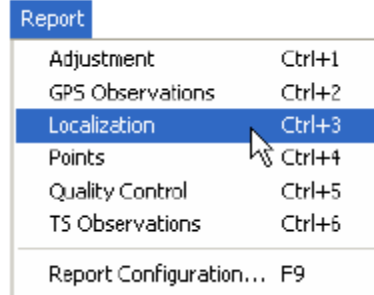 Report
Adjustment Ctrl+1
GPS Observations Ctrl+2
Localization Ctrl+3
Points Ctrl+4
Quality Control Ctrl+5
TS Observations Ctrl+6
Report Configuration... F9